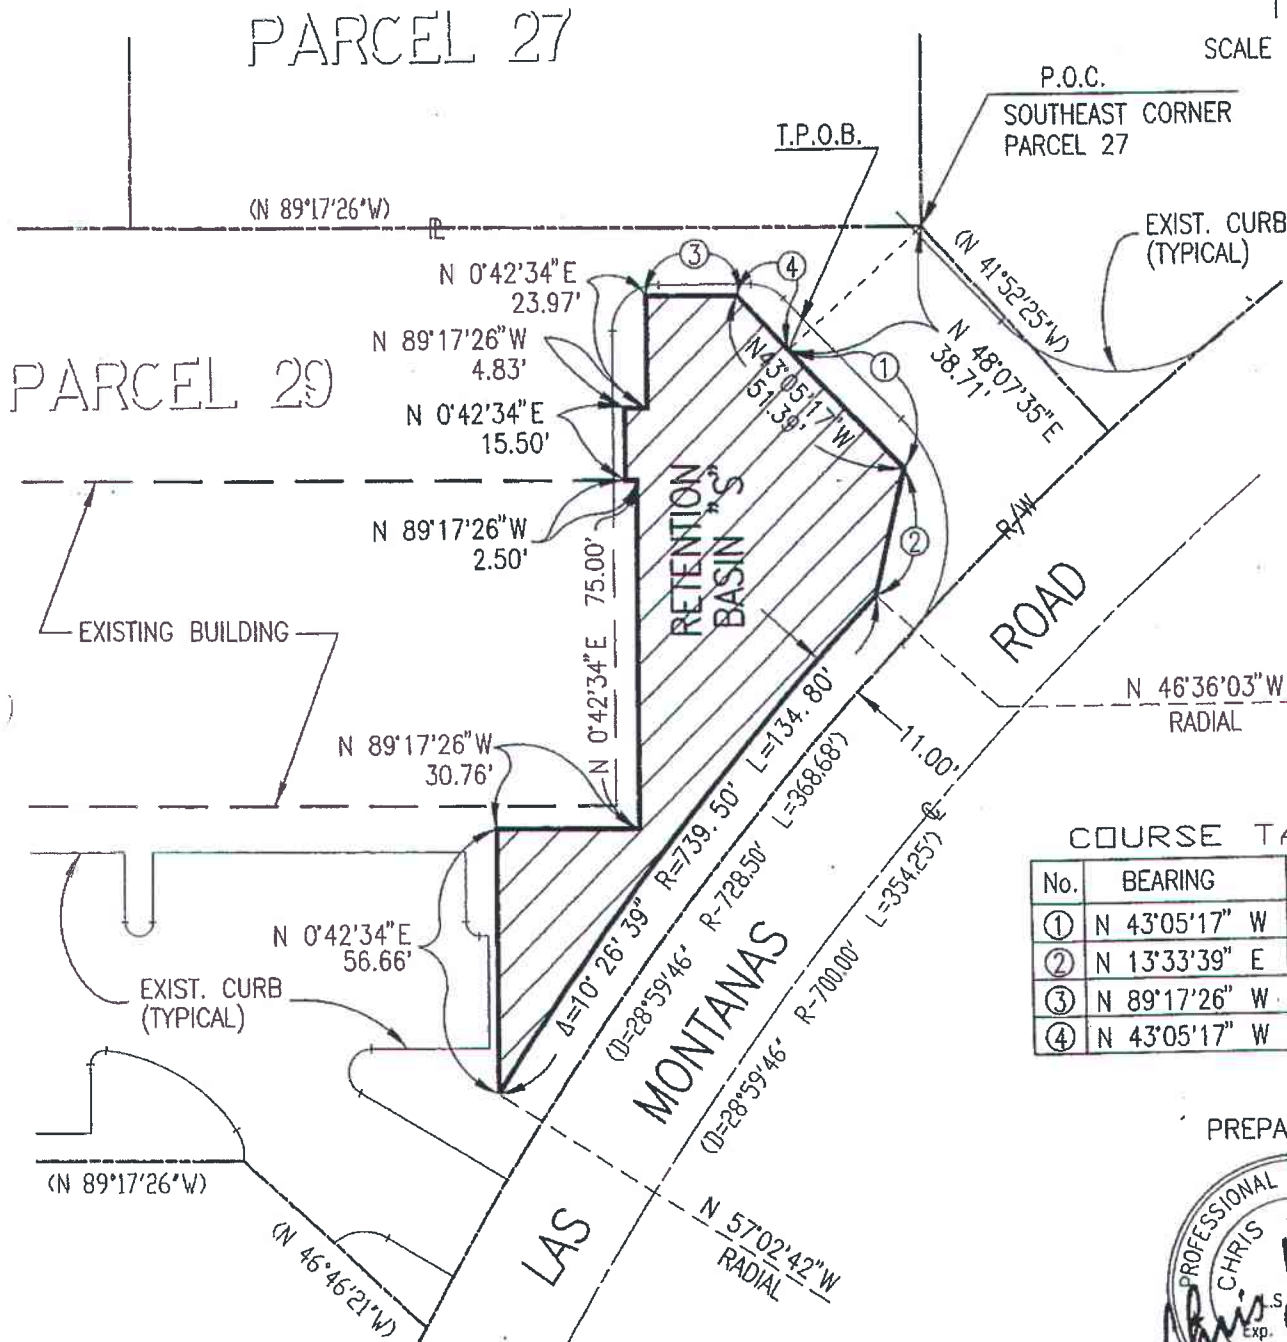 PARCEL 27
SCALE
P.O.C.
SOUTHEAST CORNER
PARCEL 27
T.P.O.B.
(N 89°17'26"W)
EXIST. CURB
(TYPICAL)
(N 41°52'25"W)
N 0°42'34"E
23.97'
③
④
N 89°17'26"W
4.83'
N 48°07'35"E
38.71'
①
N43°05'17"W
51.39'
PARCEL 29
N 0°42'34"E
15.50'
RETENTION
BASIN "S"
N 89°17'26"W
2.50'
R/W
②
N 0°42'34"E 75.00'
EXISTING BUILDING
ROAD
N 46°36'03"W
RADIAL
N 89°17'26"W
30.76'
11.00'
Δ=10°26'39" R=739.50' L=134.80'
(D=28°59'46" R-728.50' L=368.68')
(D=28°59'46" R-700.00' L=354.25')
COURSE TA
No. BEARING
① N 43°05'17" W
② N 13°33'39" E
③ N 89°17'26" W
④ N 43°05'17" W
N 0°42'34"E
56.66'
EXIST. CURB
(TYPICAL)
MONTANAS
LAS
(N 89°17'26"W)
(N 46°46'21"W)
N 57°02'42"W
RADIAL
PREPA
PROFESSIONAL
CHRIS
L.S.
Exp.